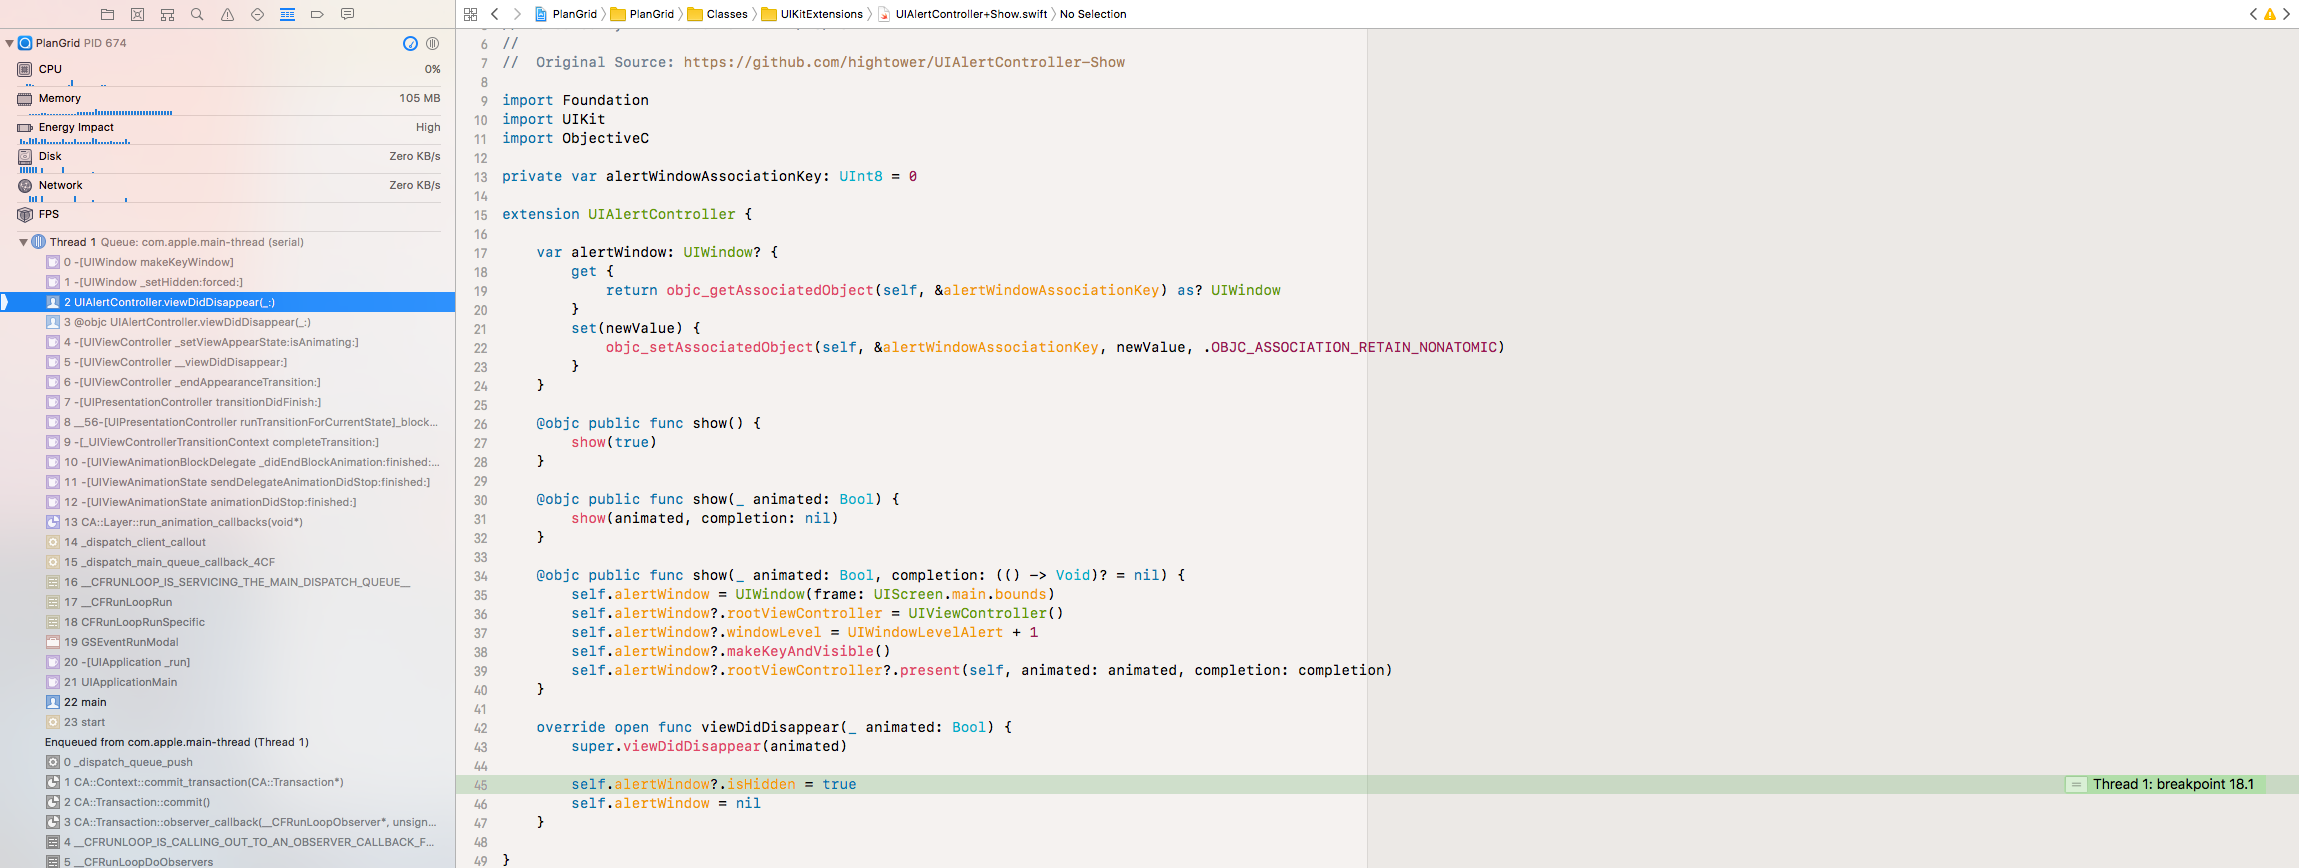 PlanGrid PID 674
CPU 0%
Memory 105 MB
Energy Impact High
Disk Zero KB/s
Network Zero KB/s
FPS
Thread 1 Queue: com.apple.main-thread (serial)
0 -[UIWindow makeKeyWindow]
1 -[UIWindow _setHidden:forced:]
2 UIAlertController.viewDidDisappear(_:)
3 @objc UIAlertController.viewDidDisappear(_:)
4 -[UIViewController _setViewAppearState:isAnimating:]
5 -[UIViewController __viewDidDisappear:]
6 -[UIViewController _endAppearanceTransition:]
7 -[UIPresentationController transitionDidFinish:]
8 __56-[UIPresentationController runTransitionForCurrentState]_block...
9 -[_UIViewControllerTransitionContext completeTransition:]
10 -[UIViewAnimationBlockDelegate _didEndBlockAnimation:finished:...
11 -[UIViewAnimationState sendDelegateAnimationDidStop:finished:]
12 -[UIViewAnimationState animationDidStop:finished:]
13 CA::Layer::run_animation_callbacks(void*)
14 _dispatch_client_callout
15 _dispatch_main_queue_callback_4CF
16 __CFRUNLOOP_IS_SERVICING_THE_MAIN_DISPATCH_QUEUE__
17 __CFRunLoopRun
18 CFRunLoopRunSpecific
19 GSEventRunModal
20 -[UIApplication _run]
21 UIApplicationMain
22 main
23 start
Enqueued from com.apple.main-thread (Thread 1)
0 _dispatch_queue_push
1 CA::Context::commit_transaction(CA::Transaction*)
2 CA::Transaction::commit()
3 CA::Transaction::observer_callback(__CFRunLoopObserver*, unsign...
4 __CFRUNLOOP_IS_CALLING_OUT_TO_AN_OBSERVER_CALLBACK_F...
5 __CFRunLoopDoObservers
PlanGrid PlanGrid Classes UIKitExtensions UIAlertController+Show.swift No Selection
6 //
7 //  Original Source: https://github.com/hightower/UIAlertController-Show
8
9 import Foundation
10 import UIKit
11 import ObjectiveC
12
13 private var alertWindowAssociationKey: UInt8 = 0
14
15 extension UIAlertController {
16
17     var alertWindow: UIWindow? {
18         get {
19             return objc_getAssociatedObject(self, &alertWindowAssociationKey) as? UIWindow
20         }
21         set(newValue) {
22             objc_setAssociatedObject(self, &alertWindowAssociationKey, newValue, .OBJC_ASSOCIATION_RETAIN_NONATOMIC)
23         }
24     }
25
26     @objc public func show() {
27         show(true)
28     }
29
30     @objc public func show(_ animated: Bool) {
31         show(animated, completion: nil)
32     }
33
34     @objc public func show(_ animated: Bool, completion: (() -> Void)? = nil) {
35         self.alertWindow = UIWindow(frame: UIScreen.main.bounds)
36         self.alertWindow?.rootViewController = UIViewController()
37         self.alertWindow?.windowLevel = UIWindowLevelAlert + 1
38         self.alertWindow?.makeKeyAndVisible()
39         self.alertWindow?.rootViewController?.present(self, animated: animated, completion: completion)
40     }
41
42     override open func viewDidDisappear(_ animated: Bool) {
43         super.viewDidDisappear(animated)
44
45         self.alertWindow?.isHidden = true Thread 1: breakpoint 18.1
46         self.alertWindow = nil
47     }
48
49 }